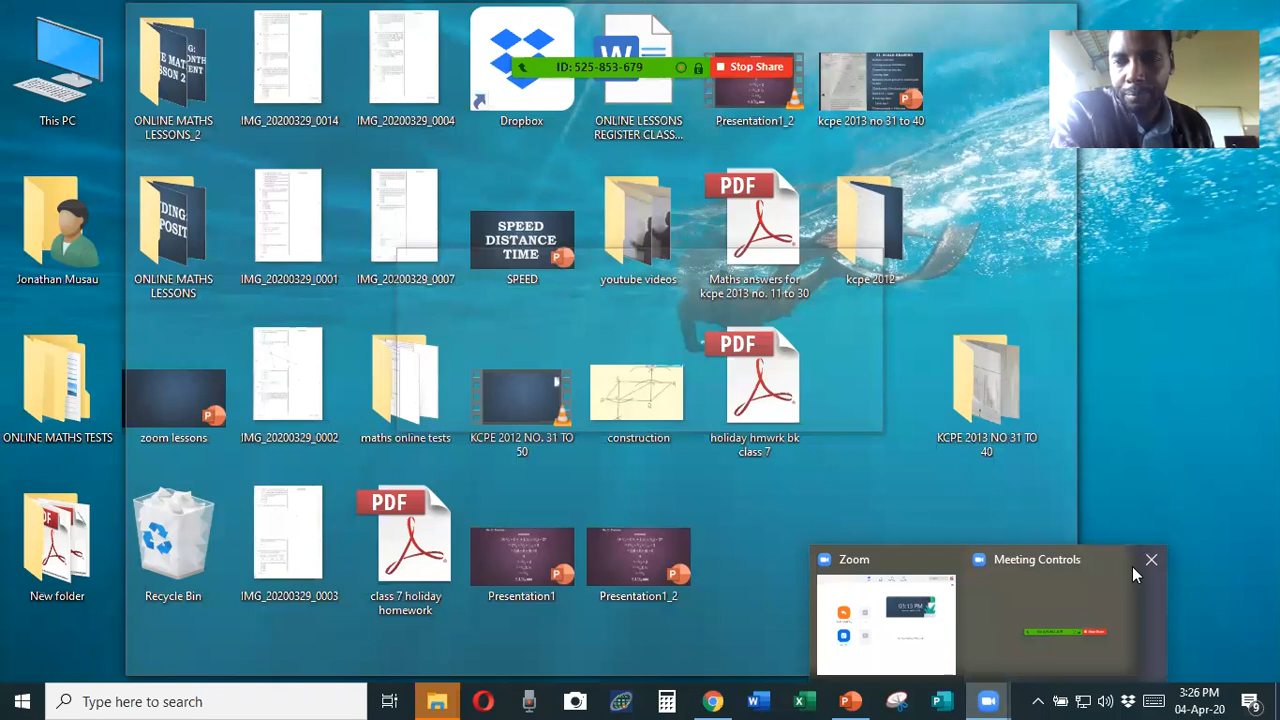 ID: 525-853-679
Stop Share
This PC
ONLINE MATHS
LESSONS_2
IMG_20200329_0014
Dropbox
ONLINE LESSONS
REGISTER CLASS...
Presentation1_2
kcpe 2013 no 31 to 40
PDF
SPEED
DISTANCE
TIME
Jonathan Musau
ONLINE MATHS
LESSONS
IMG_20200329_0001
IMG_20200329_0007
SPEED
youtube videos
Maths answers for
kcpe 2013 no. 11 to 30
kcpe 2012
PDF
ONLINE MATHS TESTS
zoom lessons
IMG_20200329_0002
maths online tests
KCPE 2012 NO. 31 TO
50
construction
holiday hmwrk bk
class 7
KCPE 2013 NO 31 TO
40
PDF
New folder
Recycle Bin
IMG_20200329_0003
class 7 holiday
homework
Presentation1
Presentation1_2
Zoom
Meeting Controls
Type here to search
3:26 PM
04-Apr-20